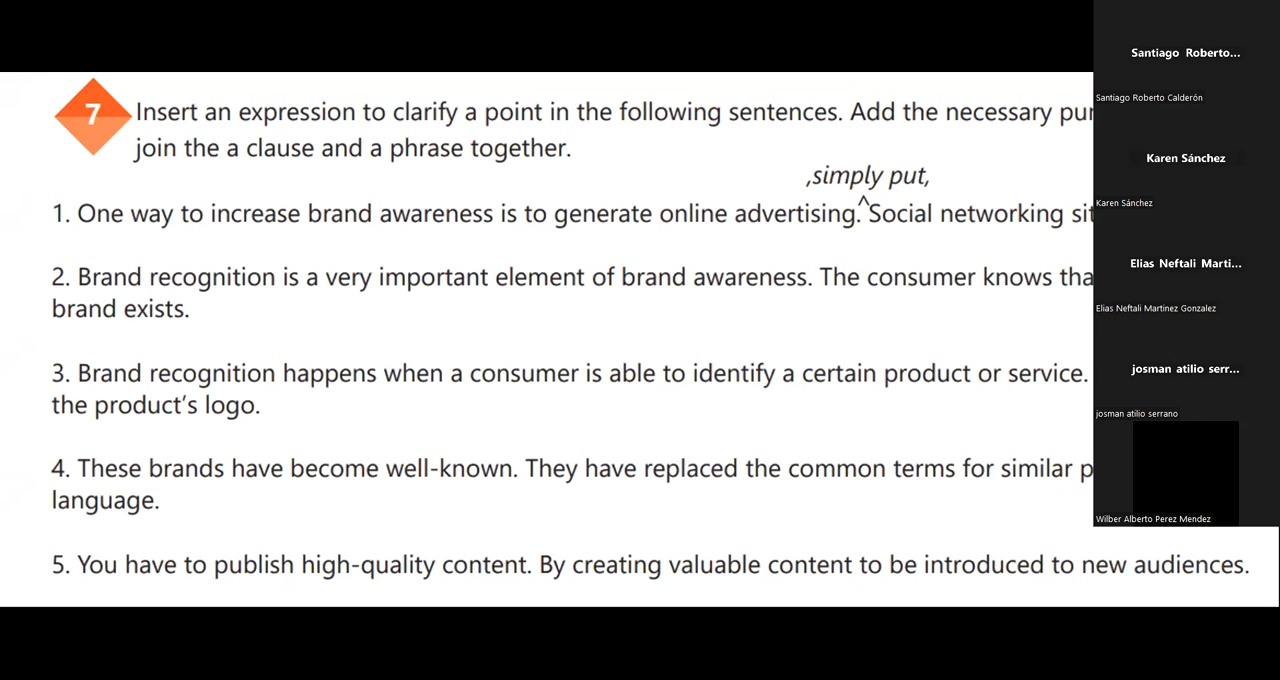 7
Insert an expression to clarify a point in the following sentences. Add the necessary
join the a clause and a phrase together.
,simply put,
1. One way to increase brand awareness is to generate online advertising.^Social networking
2. Brand recognition is a very important element of brand awareness. The consumer knows
brand exists.
3. Brand recognition happens when a consumer is able to identify a certain product or service.
the product's logo.
4. These brands have become well-known. They have replaced the common terms for similar
language.
5. You have to publish high-quality content. By creating valuable content to be introduced to new audiences.
Santiago Roberto...
Santiago Roberto Calderón
Karen Sánchez
Karen Sánchez
Elias Neftali Marti...
Elias Neftali Martinez Gonzalez
josman atilio serr...
josman atilio serrano
Wilber Alberto Perez Mendez